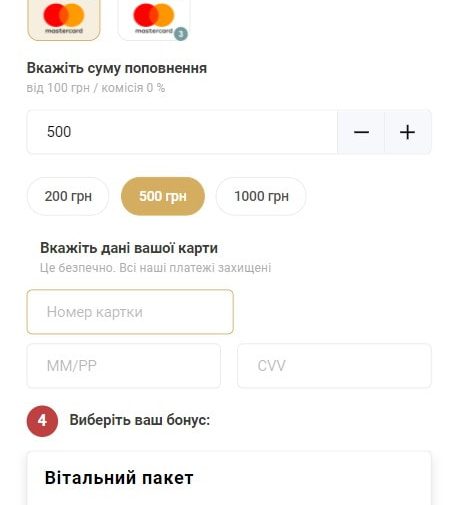 mastercard mastercard 3
Вкажіть суму поповнення
від 100 грн / комісія 0 %
500 − +
200 грн 500 грн 1000 грн
Вкажіть дані вашої карти
Це безпечно. Всі наші платежі захищені
Номер картки
ММ/РР CVV
4 Виберіть ваш бонус:
Вітальний пакет